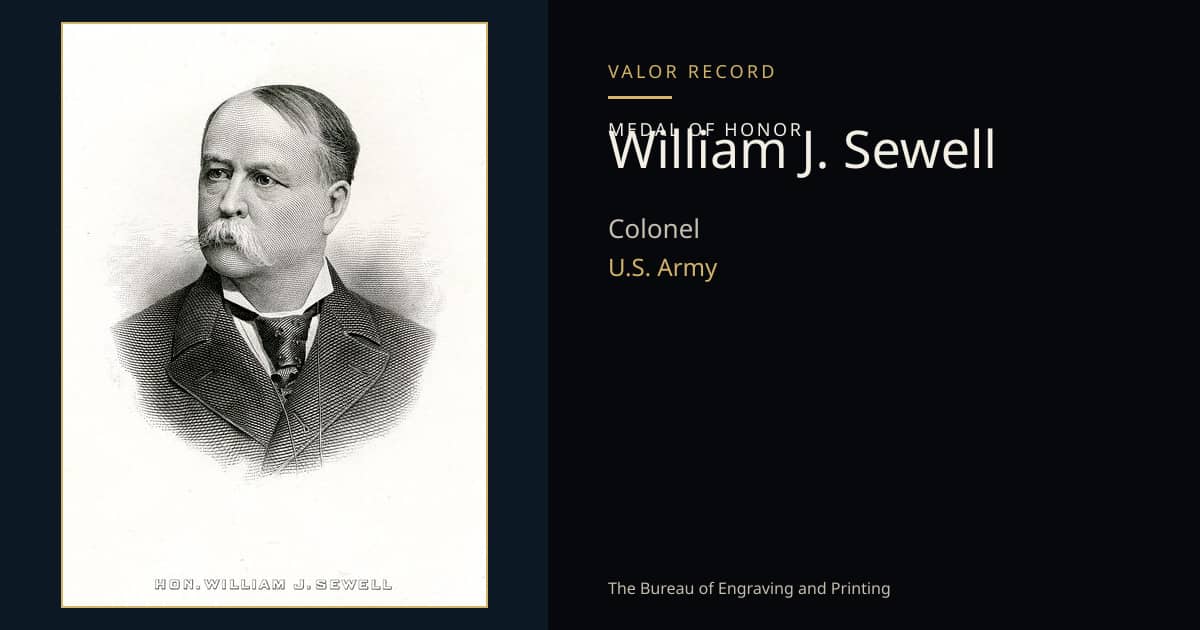 HON. WILLIAM J. SEWELL
VALOR RECORD
MEDAL OF HONOR
William J. Sewell
Colonel
U.S. Army
The Bureau of Engraving and Printing